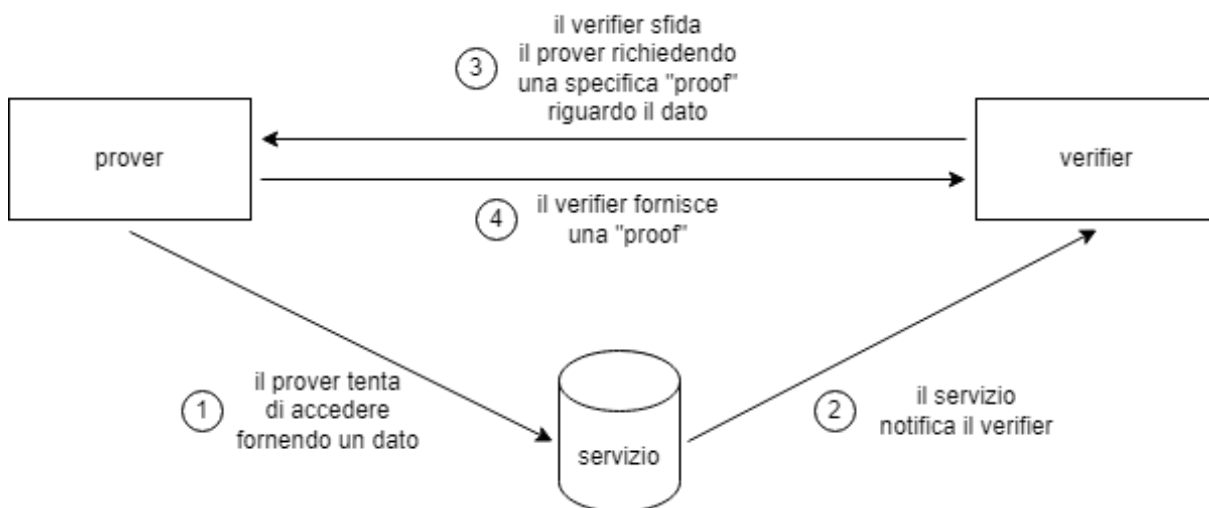 il verifier sfida
3
il prover richiedendo
una specifica "proof"
riguardo il dato
prover
verifier
4
il verifier fornisce
una "proof"
1
il prover tenta
di accedere
fornendo un dato
2
il servizio
notifica il verifier
servizio